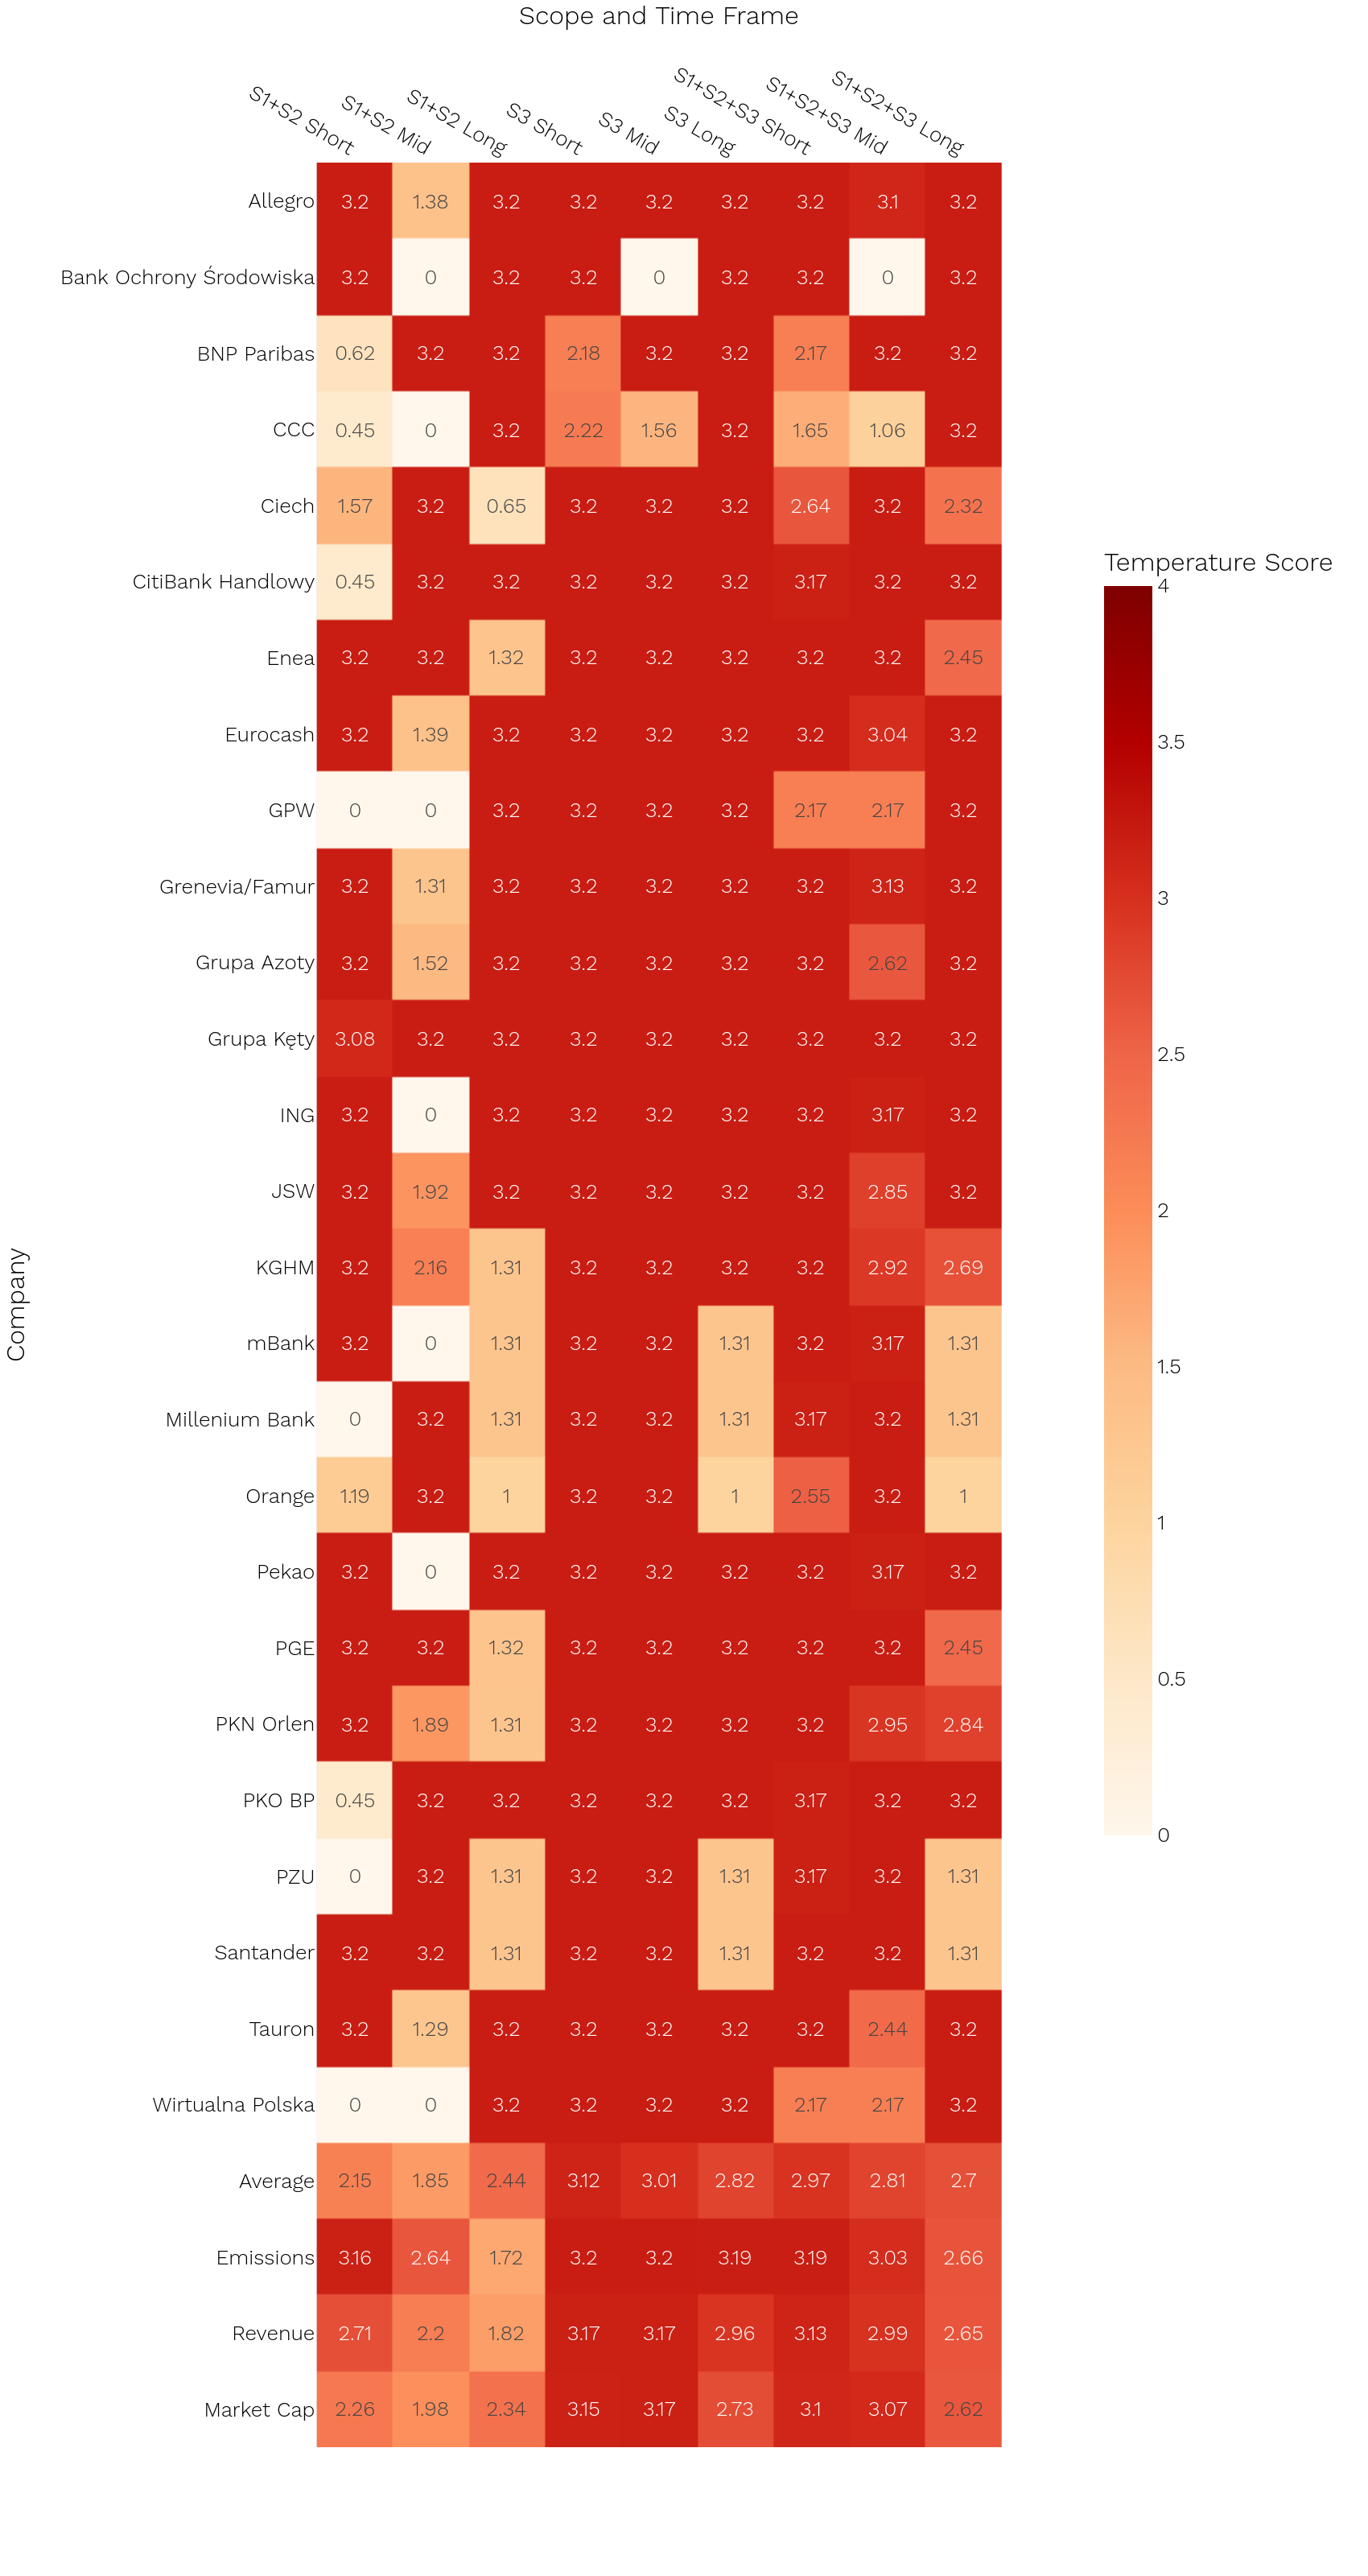 Scope and Time Frame
S1+S2 Short S1+S2 Mid S1+S2 Long S3 Short S3 Mid S3 Long S1+S2+S3 Short S1+S2+S3 Mid S1+S2+S3 Long
Allegro 3.2 1.38 3.2 3.2 3.2 3.2 3.2 3.1 3.2
Bank Ochrony Środowiska 3.2 0 3.2 3.2 0 3.2 3.2 0 3.2
BNP Paribas 0.62 3.2 3.2 2.18 3.2 3.2 2.17 3.2 3.2
CCC 0.45 0 3.2 2.22 1.56 3.2 1.65 1.06 3.2
Ciech 1.57 3.2 0.65 3.2 3.2 3.2 2.64 3.2 2.32
CitiBank Handlowy 0.45 3.2 3.2 3.2 3.2 3.2 3.17 3.2 3.2
Enea 3.2 3.2 1.32 3.2 3.2 3.2 3.2 3.2 2.45
Eurocash 3.2 1.39 3.2 3.2 3.2 3.2 3.2 3.04 3.2
GPW 0 0 3.2 3.2 3.2 3.2 2.17 2.17 3.2
Grenevia/Famur 3.2 1.31 3.2 3.2 3.2 3.2 3.2 3.13 3.2
Grupa Azoty 3.2 1.52 3.2 3.2 3.2 3.2 3.2 2.62 3.2
Grupa Kęty 3.08 3.2 3.2 3.2 3.2 3.2 3.2 3.2 3.2
ING 3.2 0 3.2 3.2 3.2 3.2 3.2 3.17 3.2
JSW 3.2 1.92 3.2 3.2 3.2 3.2 3.2 2.85 3.2
KGHM 3.2 2.16 1.31 3.2 3.2 3.2 3.2 2.92 2.69
mBank 3.2 0 1.31 3.2 3.2 1.31 3.2 3.17 1.31
Millenium Bank 0 3.2 1.31 3.2 3.2 1.31 3.17 3.2 1.31
Orange 1.19 3.2 1 3.2 3.2 1 2.55 3.2 1
Pekao 3.2 0 3.2 3.2 3.2 3.2 3.2 3.17 3.2
PGE 3.2 3.2 1.32 3.2 3.2 3.2 3.2 3.2 2.45
PKN Orlen 3.2 1.89 1.31 3.2 3.2 3.2 3.2 2.95 2.84
PKO BP 0.45 3.2 3.2 3.2 3.2 3.2 3.17 3.2 3.2
PZU 0 3.2 1.31 3.2 3.2 1.31 3.17 3.2 1.31
Santander 3.2 3.2 1.31 3.2 3.2 1.31 3.2 3.2 1.31
Tauron 3.2 1.29 3.2 3.2 3.2 3.2 3.2 2.44 3.2
Wirtualna Polska 0 0 3.2 3.2 3.2 3.2 2.17 2.17 3.2
Average 2.15 1.85 2.44 3.12 3.01 2.82 2.97 2.81 2.7
Emissions 3.16 2.64 1.72 3.2 3.2 3.19 3.19 3.03 2.66
Revenue 2.71 2.2 1.82 3.17 3.17 2.96 3.13 2.99 2.65
Market Cap 2.26 1.98 2.34 3.15 3.17 2.73 3.1 3.07 2.62
Company
Temperature Score
4
3.5
3
2.5
2
1.5
1
0.5
0